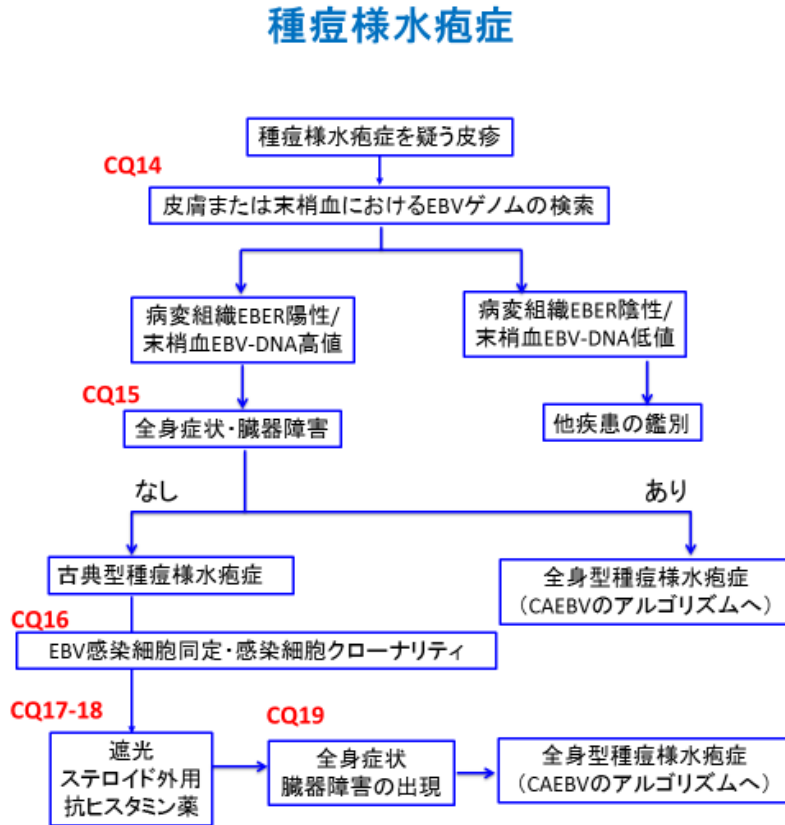 種痘様水疱症
種痘様水疱症を疑う皮疹
CQ14
皮膚または末梢血におけるEBVゲノムの検索
病変組織EBER陽性/
末梢血EBV-DNA高値
病変組織EBER陰性/
末梢血EBV-DNA低値
CQ15
全身症状・臓器障害
他疾患の鑑別
なし
あり
古典型種痘様水疱症
全身型種痘様水疱症
（CAEBVのアルゴリズムへ）
CQ16
EBV感染細胞同定・感染細胞クローナリティ
CQ17-18
CQ19
遮光
ステロイド外用
抗ヒスタミン薬
全身症状
臓器障害の出現
全身型種痘様水疱症
（CAEBVのアルゴリズムへ）